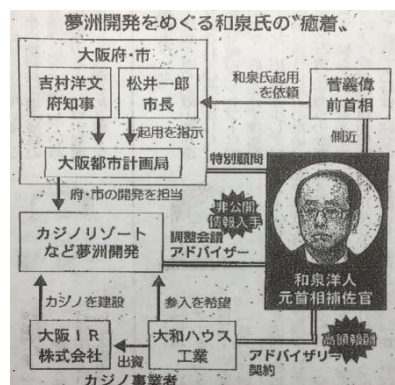 夢洲開発をめぐる和泉氏の〝癒着〟
大阪府・市
吉村洋文
府知事
松井一郎
市長
和泉氏起用
を依頼
菅義偉
前首相
起用を指示
側近
大阪都市計画局
特別顧問
府・市の開発を担当
非公開
情報入手
カジノリゾート
など夢洲開発
調整会議
アドバイザー
和泉洋人
元首相補佐官
カジノを建設
参入を希望
高額報酬
大阪IR
株式会社
出資
大和ハウス
工業
アドバイザリー
契約
カジノ事業者